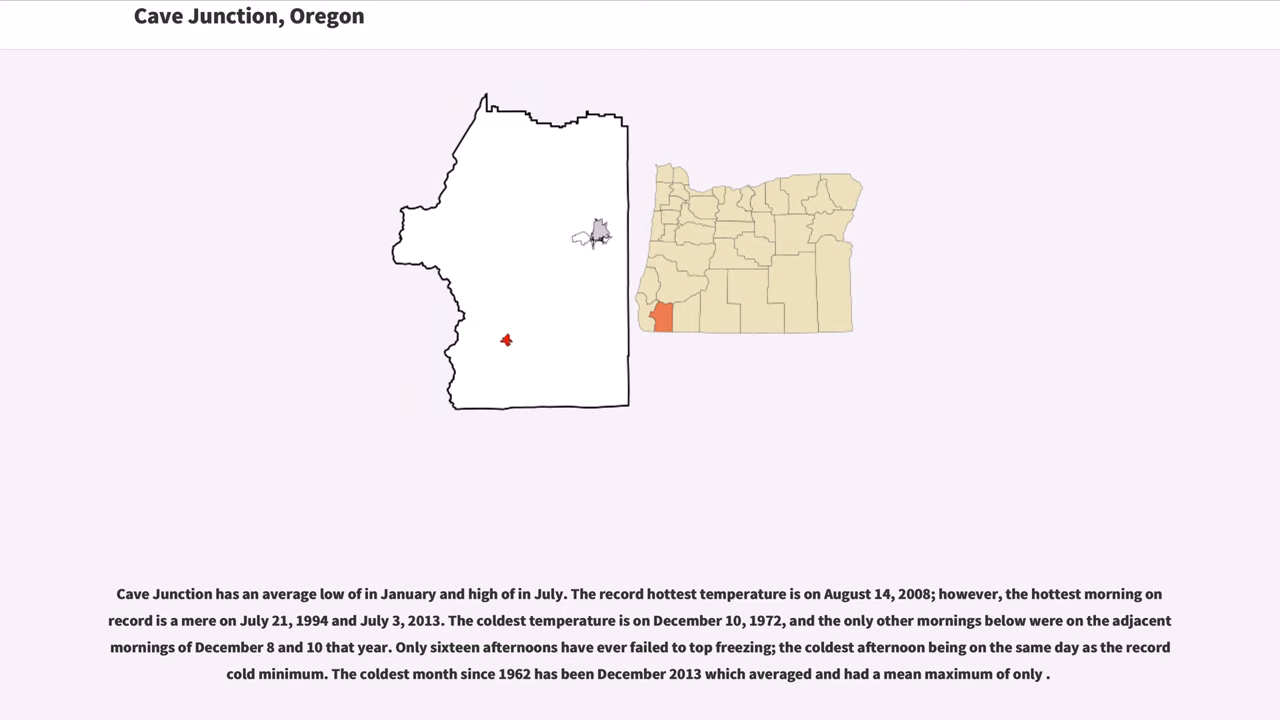 Cave Junction, Oregon
Cave Junction has an average low of in January and high of in July. The record hottest temperature is on August 14, 2008; however, the hottest morning on
record is a mere on July 21, 1994 and July 3, 2013. The coldest temperature is on December 10, 1972, and the only other mornings below were on the adjacent
mornings of December 8 and 10 that year. Only sixteen afternoons have ever failed to top freezing; the coldest afternoon being on the same day as the record
cold minimum. The coldest month since 1962 has been December 2013 which averaged and had a mean maximum of only .